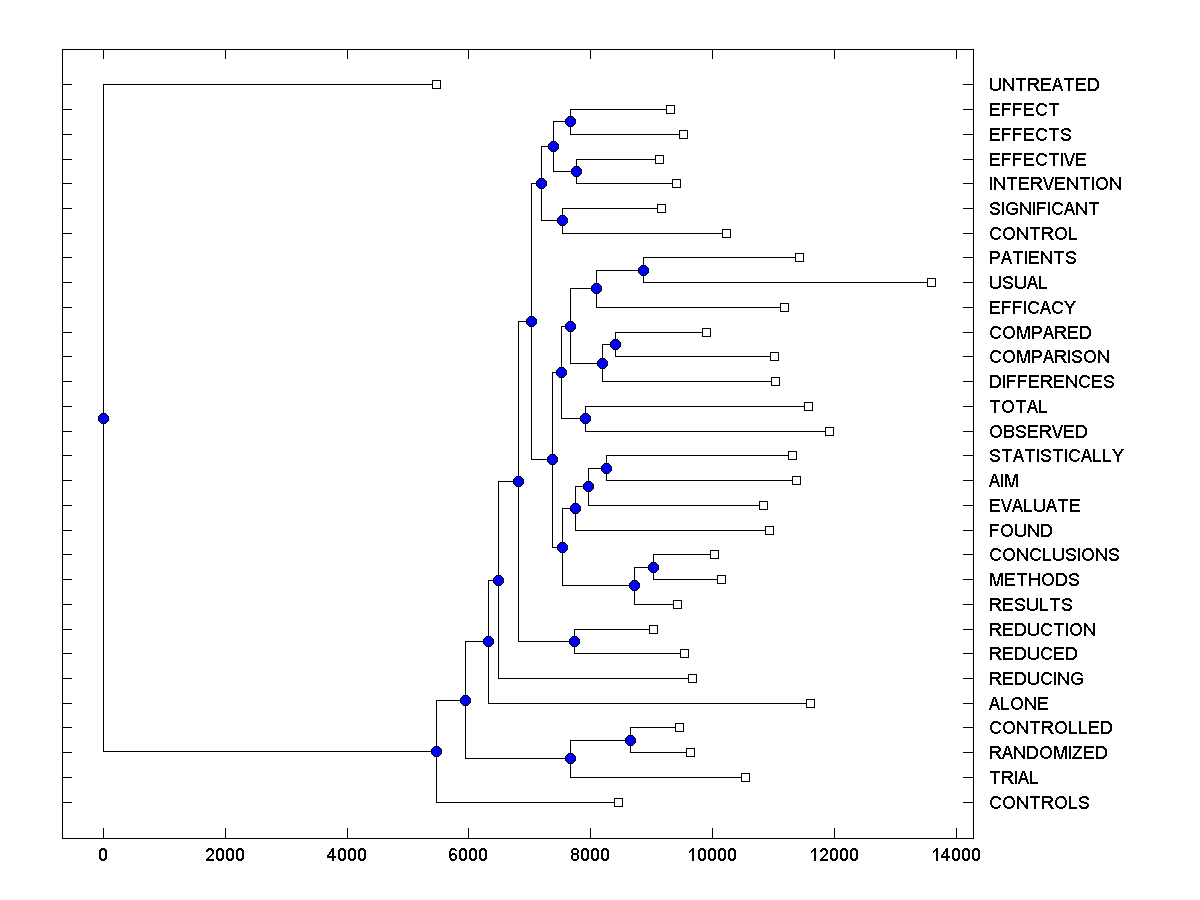 UNTREATED
EFFECT
EFFECTS
EFFECTIVE
INTERVENTION
SIGNIFICANT
CONTROL
PATIENTS
USUAL
EFFICACY
COMPARED
COMPARISON
DIFFERENCES
TOTAL
OBSERVED
STATISTICALLY
AIM
EVALUATE
FOUND
CONCLUSIONS
METHODS
RESULTS
REDUCTION
REDUCED
REDUCING
ALONE
CONTROLLED
RANDOMIZED
TRIAL
CONTROLS
0 2000 4000 6000 8000 10000 12000 14000